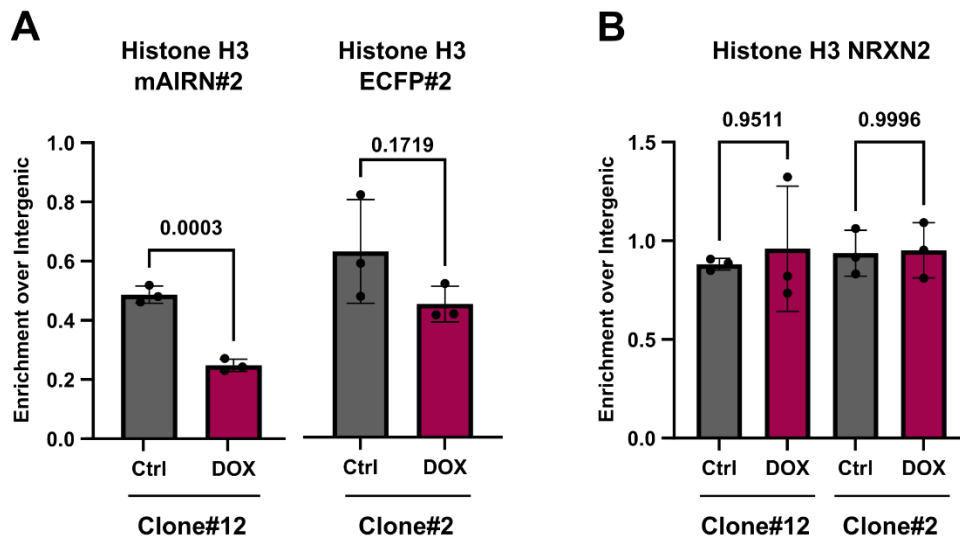 A
Histone H3
mAIRN#2
Histone H3
ECFP#2
Enrichment over Intergenic
1.0
0.8
0.6
0.4
0.2
0.0
0.0003
0.1719
Ctrl DOX
Ctrl DOX
Clone#12
Clone#2
B
Histone H3 NRXN2
Enrichment over Intergenic
1.5
1.0
0.5
0.0
0.9511
0.9996
Ctrl DOX Ctrl DOX
Clone#12 Clone#2